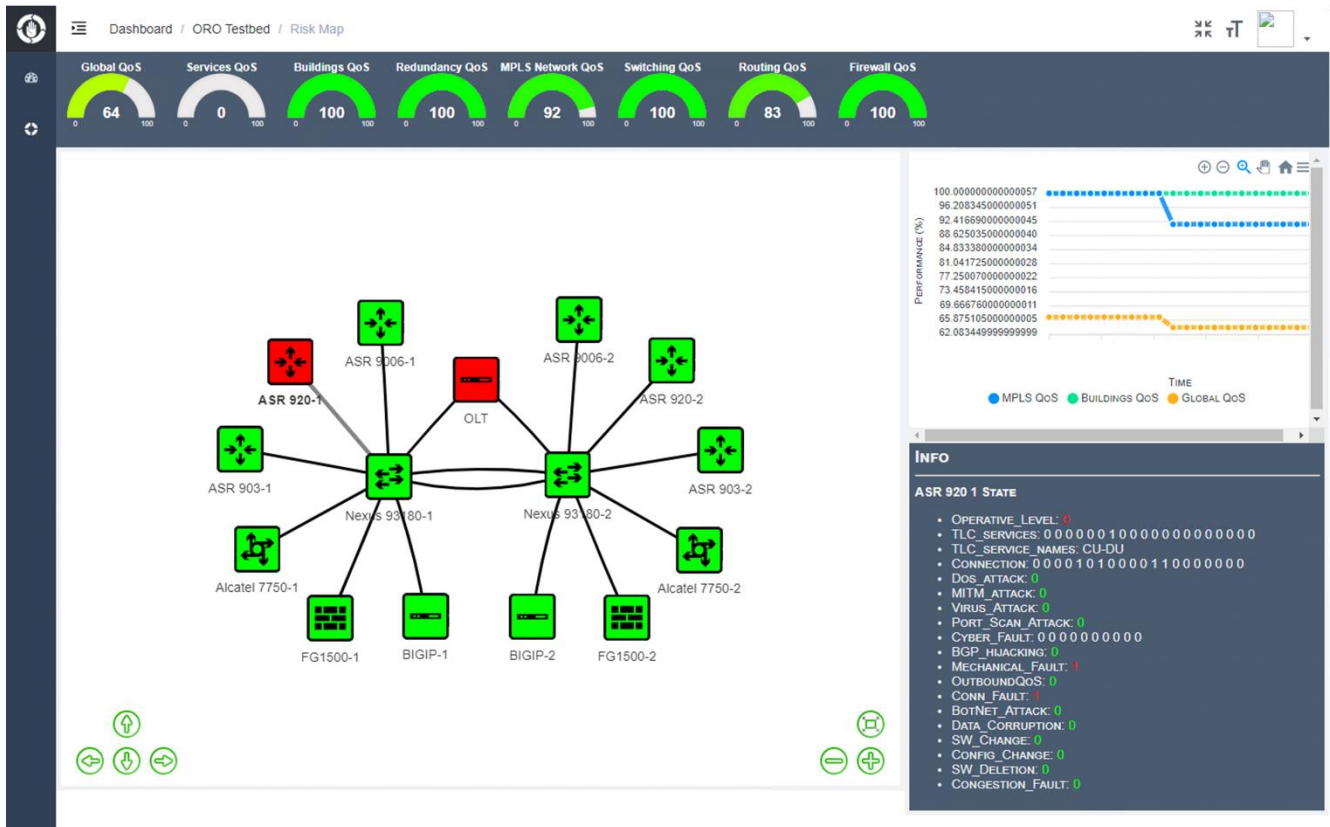 Dashboard / ORO Testbed / Risk Map
Global QoS
64
0 100
Services QoS
0
0 100
Buildings QoS
100
0 100
Redundancy QoS
100
0 100
MPLS Network QoS
92
0 100
Switching QoS
100
0 100
Routing QoS
83
0 100
Firewall QoS
100
0 100
ASR 9006-1
ASR 9006-2
ASR 920-1
OLT
ASR 920-2
ASR 903-1
ASR 903-2
Nexus 93180-1
Nexus 93180-2
Alcatel 7750-1
Alcatel 7750-2
FG1500-1
BIGIP-1
BIGIP-2
FG1500-2
PERFORMANCE (%)
100.000000000000057
96.208345000000051
92.416690000000045
88.625035000000040
84.833380000000034
81.041725000000028
77.250070000000022
73.458415000000016
69.666760000000011
65.875105000000005
62.083449999999999
TIME
MPLS QOS BUILDINGS QOS GLOBAL QOS
INFO
ASR 920 1 STATE
OPERATIVE_LEVEL: 0
TLC_SERVICES: 0 0 0 0 0 0 1 0 0 0 0 0 0 0 0 0 0 0 0 0
TLC_SERVICE_NAMES: CU-DU
CONNECTION: 0 0 0 0 1 0 1 0 0 0 0 1 1 0 0 0 0 0 0 0
DOS_ATTACK: 0
MITM_ATTACK: 0
VIRUS_ATTACK: 0
PORT_SCAN_ATTACK: 0
CYBER_FAULT: 0 0 0 0 0 0 0 0 0 0
BGP_HIJACKING: 0
MECHANICAL_FAULT: 1
OUTBOUNDQOS: 0
CONN_FAULT: 1
BOTNET_ATTACK: 0
DATA_CORRUPTION: 0
SW_CHANGE: 0
CONFIG_CHANGE: 0
SW_DELETION: 0
CONGESTION_FAULT: 0